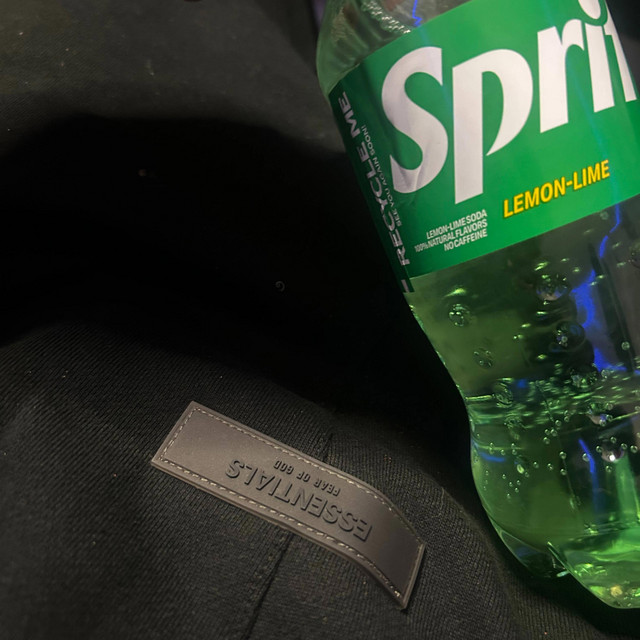 Sprit
LEMON-LIME
LEMON-LIME SODA
100% NATURAL FLAVORS
NO CAFFEINE
RECYCLE ME
ESSENTIALS
FEAR OF GOD